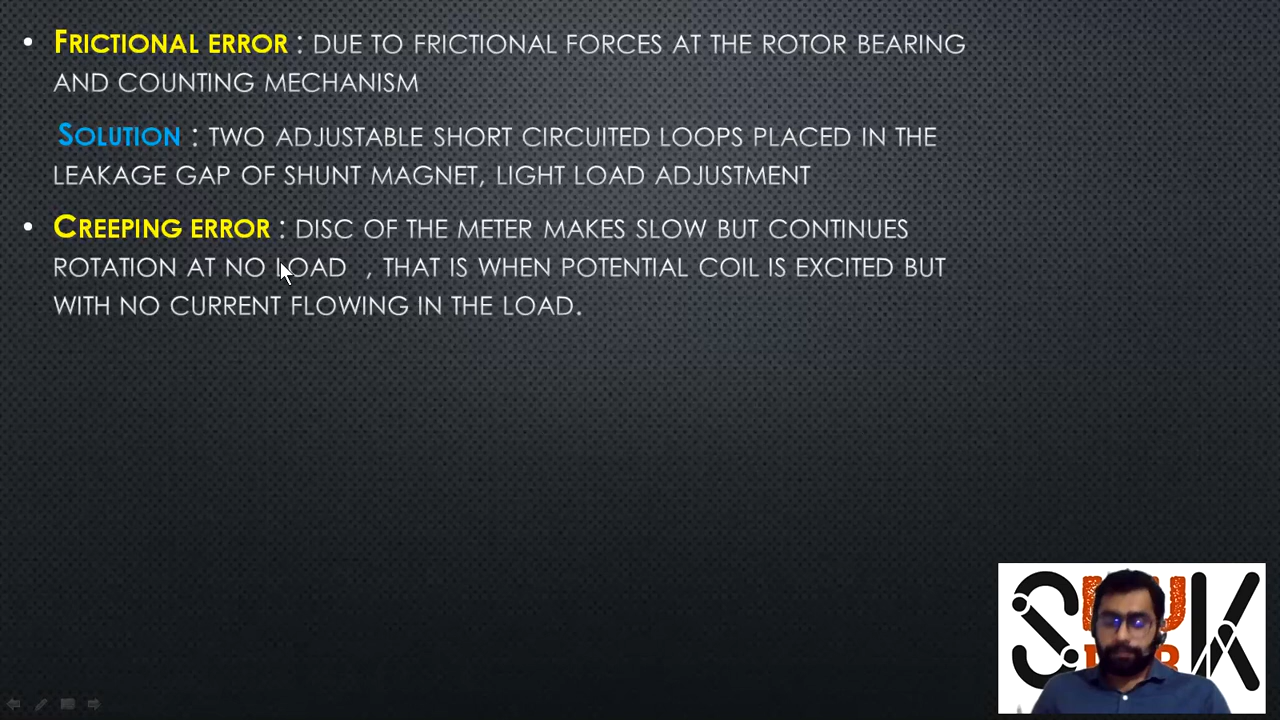 • FRICTIONAL ERROR : DUE TO FRICTIONAL FORCES AT THE ROTOR BEARING
AND COUNTING MECHANISM
SOLUTION : TWO ADJUSTABLE SHORT CIRCUITED LOOPS PLACED IN THE
LEAKAGE GAP OF SHUNT MAGNET, LIGHT LOAD ADJUSTMENT
• CREEPING ERROR : DISC OF THE METER MAKES SLOW BUT CONTINUES
ROTATION AT NO LOAD , THAT IS WHEN POTENTIAL COIL IS EXCITED BUT
WITH NO CURRENT FLOWING IN THE LOAD.